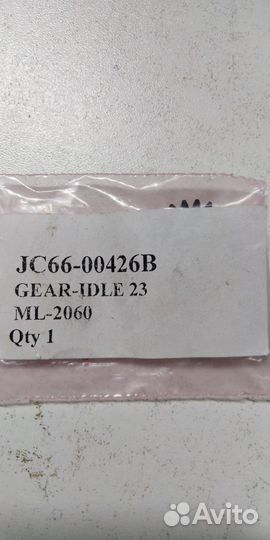 JC66-00426B
GEAR-IDLE 23
ML-2060
Qty 1
Avito